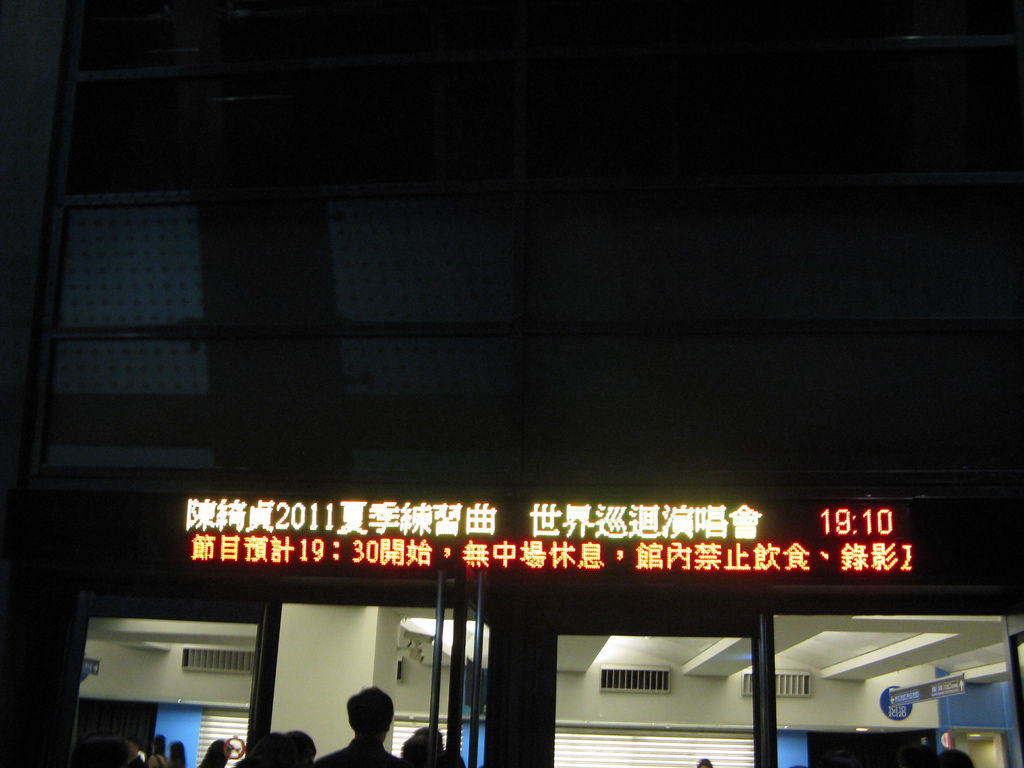 陳綺貞2011夏季練習曲 世界巡迴演唱會 19:10
節目預計19：30開始，無中場休息，館內禁止飲食、錄影及